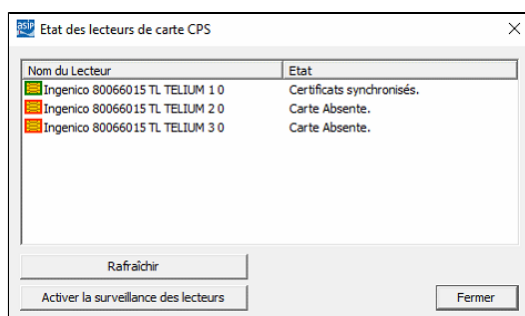 asip Etat des lecteurs de carte CPS
Nom du Lecteur Etat
Ingenico 80066015 TL TELIUM 1 0 Certificats synchronisés.
Ingenico 80066015 TL TELIUM 2 0 Carte Absente.
Ingenico 80066015 TL TELIUM 3 0 Carte Absente.
Rafraîchir
Activer la surveillance des lecteurs Fermer